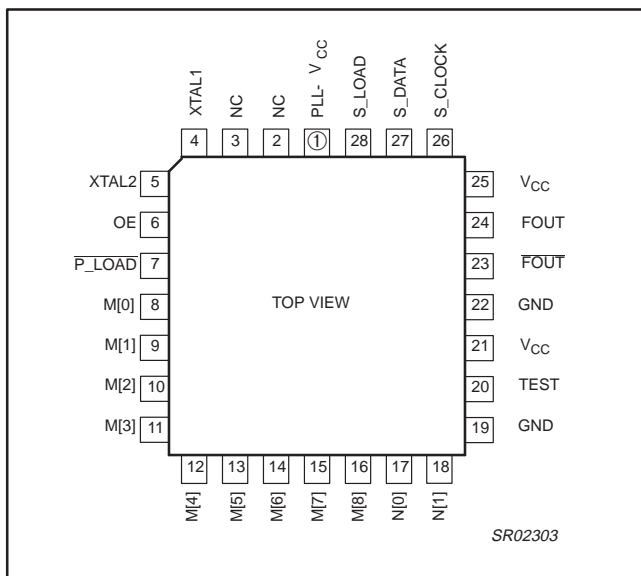 XTAL1 NC NC PLL- VCC S_LOAD S_DATA S_CLOCK
4 3 2 1 28 27 26
XTAL2 5
OE 6
P_LOAD 7
M[0] 8
M[1] 9
M[2] 10
M[3] 11
TOP VIEW
25 VCC
24 FOUT
23 FOUT
22 GND
21 VCC
20 TEST
19 GND
12 13 14 15 16 17 18
M[4] M[5] M[6] M[7] M[8] N[0] N[1]
SR02303